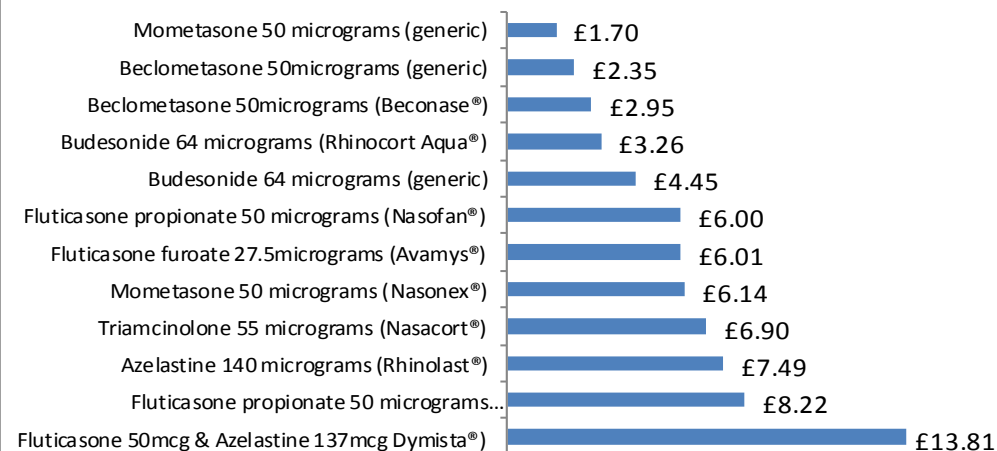 Mometasone 50 micrograms (generic) £1.70
Beclometasone 50micrograms (generic) £2.35
Beclometasone 50micrograms (Beconase®) £2.95
Budesonide 64 micrograms (Rhinocort Aqua®) £3.26
Budesonide 64 micrograms (generic) £4.45
Fluticasone propionate 50 micrograms (Nasofan®) £6.00
Fluticasone furoate 27.5micrograms (Avamys®) £6.01
Mometasone 50 micrograms (Nasonex®) £6.14
Triamcinolone 55 micrograms (Nasacort®) £6.90
Azelastine 140 micrograms (Rhinolast®) £7.49
Fluticasone propionate 50 micrograms... £8.22
Fluticasone 50mcg & Azelastine 137mcg Dymista®) £13.81